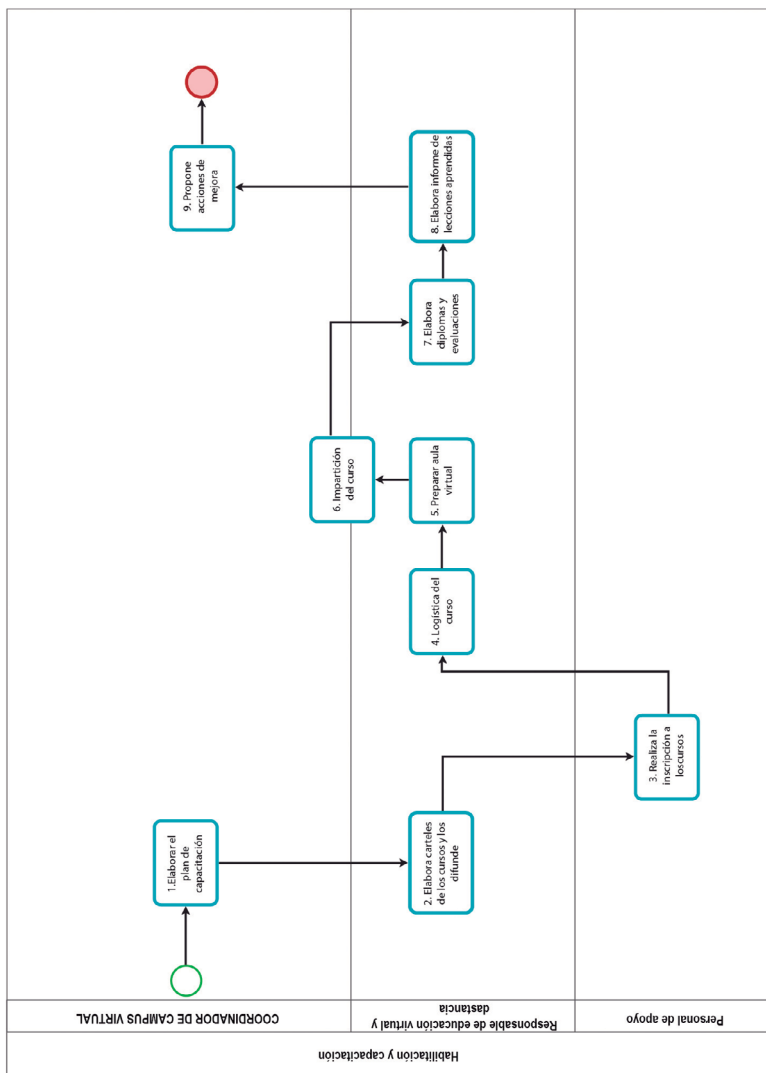 Habilitación y capacitación
COORDINADOR DE CAMPUS VIRTUAL
Responsable de educación virtual y
dastancia
Personal de apoyo
1.Elaborar el
plan de
capacitación
2. Elabora carteles
de los cursos y los
difunde
3. Realiza la
inscripción a
loscursos
4. Logística del
curso
5. Preparar aula
virtual
6. Impartición
del curso
7. Elabora
diplomas y
evaluaciones
8. Elabora informe de
lecciones aprendidas
9. Propone
acciones de
mejora